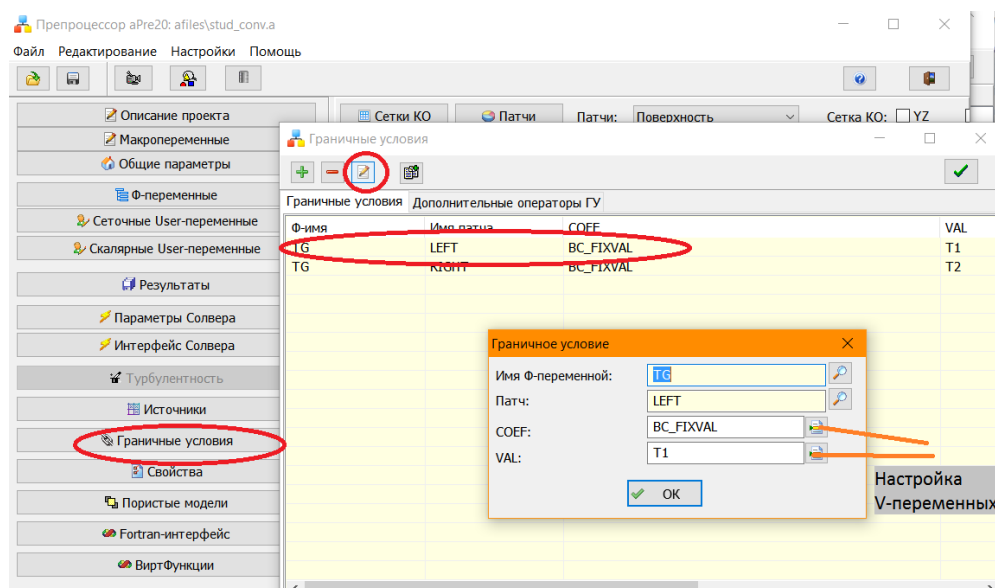 Препроцессор aPre20: afiles\stud_conv.a
Файл Редактирование Настройки Помощь
Описание проекта
Сетки КО Патчи Патчи: Поверхность Сетка КО: YZ
Макропеременные
Граничные условия
Общие параметры
Граничные условия Дополнительные операторы ГУ
Ф-переменные
Сеточные User-переменные
Скалярные User-переменные
Ф-имя Имя патча COEF VAL
TG LEFT BC_FIXVAL T1
TG RIGHT BC_FIXVAL T2
Результаты
Параметры Солвера
Интерфейс Солвера
Турбулентность
Источники
Граничные условия
Свойства
Пористые модели
Fortran-интерфейс
ВиртФункции
Граничное условие
Имя Ф-переменной: TG
Патч: LEFT
COEF: BC_FIXVAL
VAL: T1
OK
Настройка
V-переменных